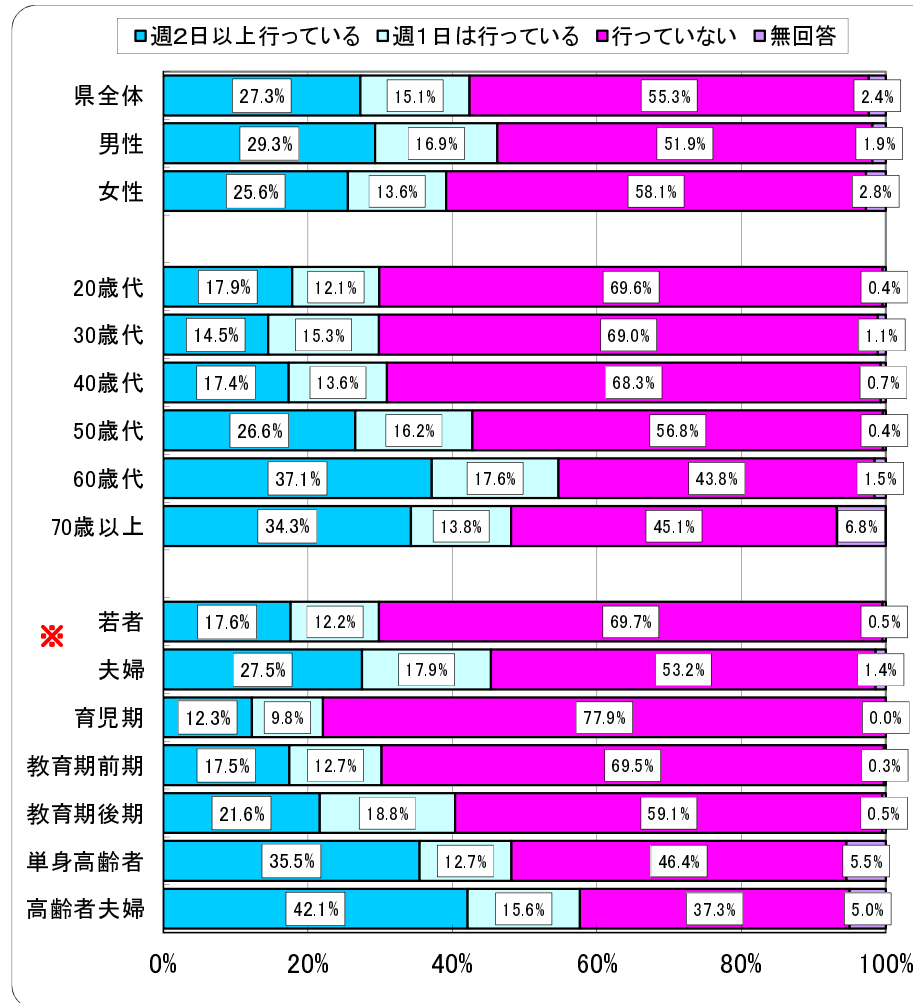 ■週2日以上行っている □週1日は行っている ■行っていない □無回答
県全体 27.3% 15.1% 55.3% 2.4%
男性 29.3% 16.9% 51.9% 1.9%
女性 25.6% 13.6% 58.1% 2.8%
20歳代 17.9% 12.1% 69.6% 0.4%
30歳代 14.5% 15.3% 69.0% 1.1%
40歳代 17.4% 13.6% 68.3% 0.7%
50歳代 26.6% 16.2% 56.8% 0.4%
60歳代 37.1% 17.6% 43.8% 1.5%
70歳以上 34.3% 13.8% 45.1% 6.8%
※ 若者 17.6% 12.2% 69.7% 0.5%
夫婦 27.5% 17.9% 53.2% 1.4%
育児期 12.3% 9.8% 77.9% 0.0%
教育期前期 17.5% 12.7% 69.5% 0.3%
教育期後期 21.6% 18.8% 59.1% 0.5%
単身高齢者 35.5% 12.7% 46.4% 5.5%
高齢者夫婦 42.1% 15.6% 37.3% 5.0%
0% 20% 40% 60% 80% 100%